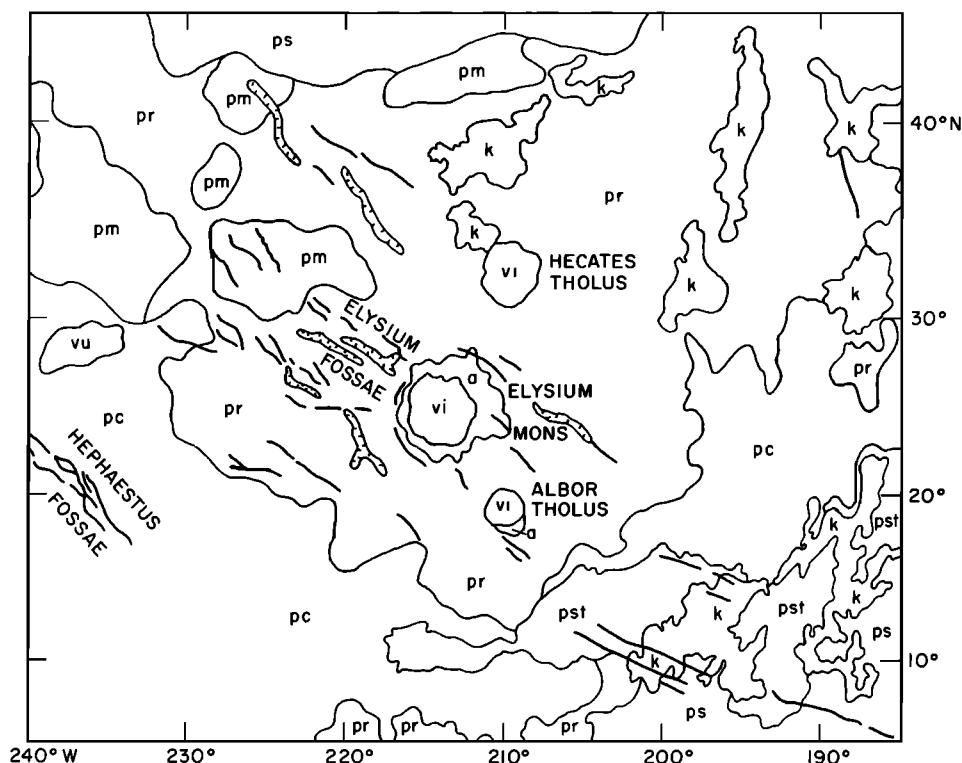 ps
pm
pm
k
pr
k
k
k
40°N
pm
pr
pm
k
pm
vi
HECATES
THOLUS
k
k
30°
vu
ELYSIUM
FOSSAE
a
pr
pr
vi
ELYSIUM
MONS
pc
pc
HEPHAESTUS
FOSSAE
vi
ALBOR
THOLUS
a
20°
k
pst
pr
pst
k
pst
k
pc
k
ps
10°
ps
pr
pr
pr
240° W
230°
220°
210°
200°
190°